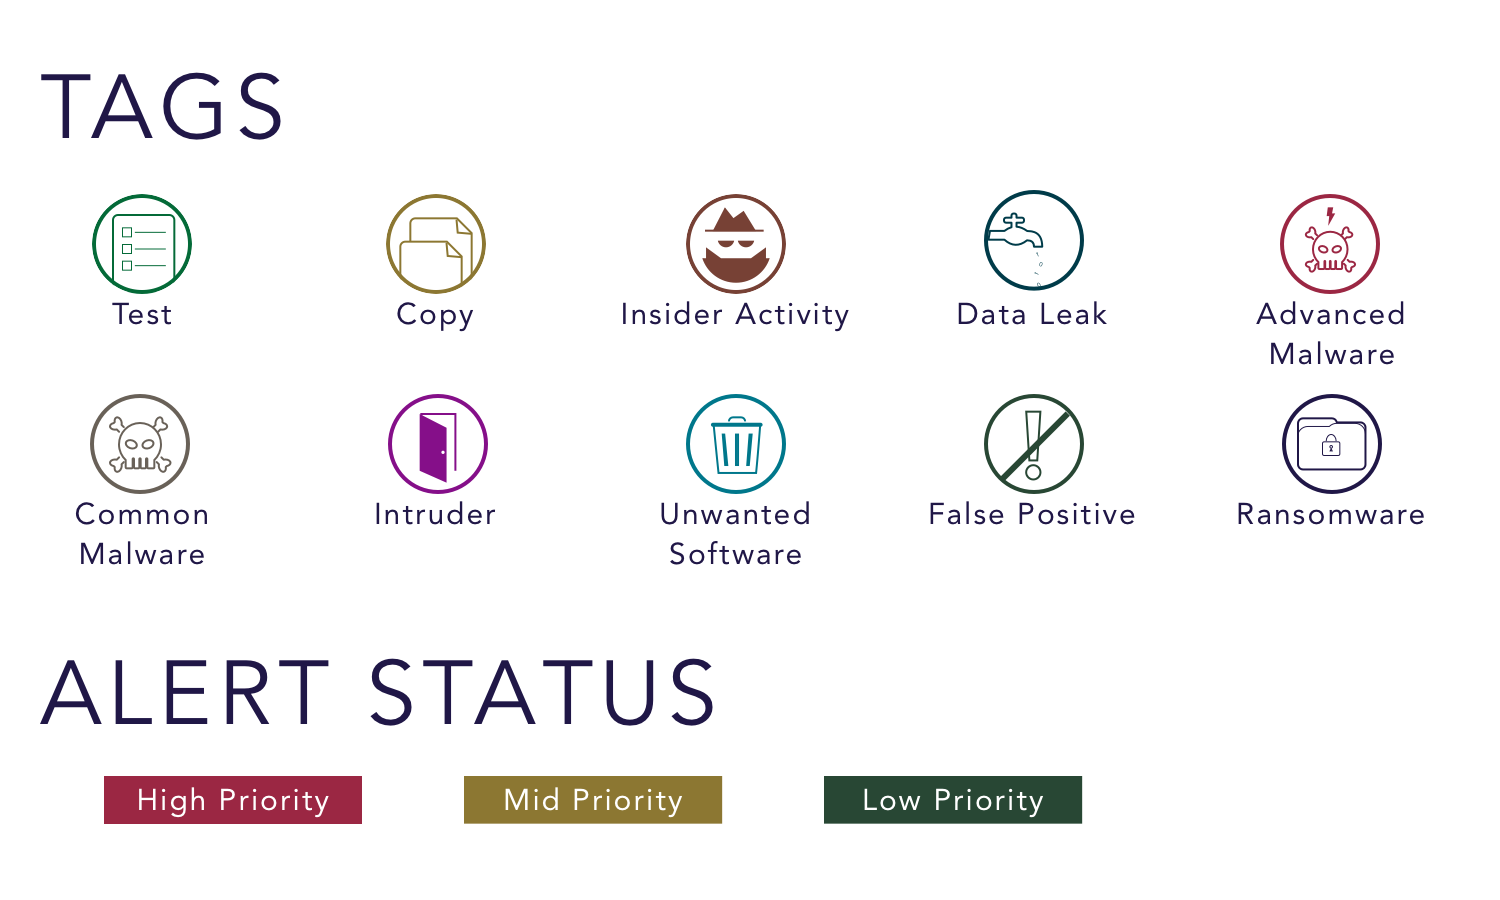 TAGS
Test
Copy
Insider Activity
Data Leak
Advanced
Malware
Common
Malware
Intruder
Unwanted
Software
False Positive
Ransomware
ALERT STATUS
High Priority
Mid Priority
Low Priority